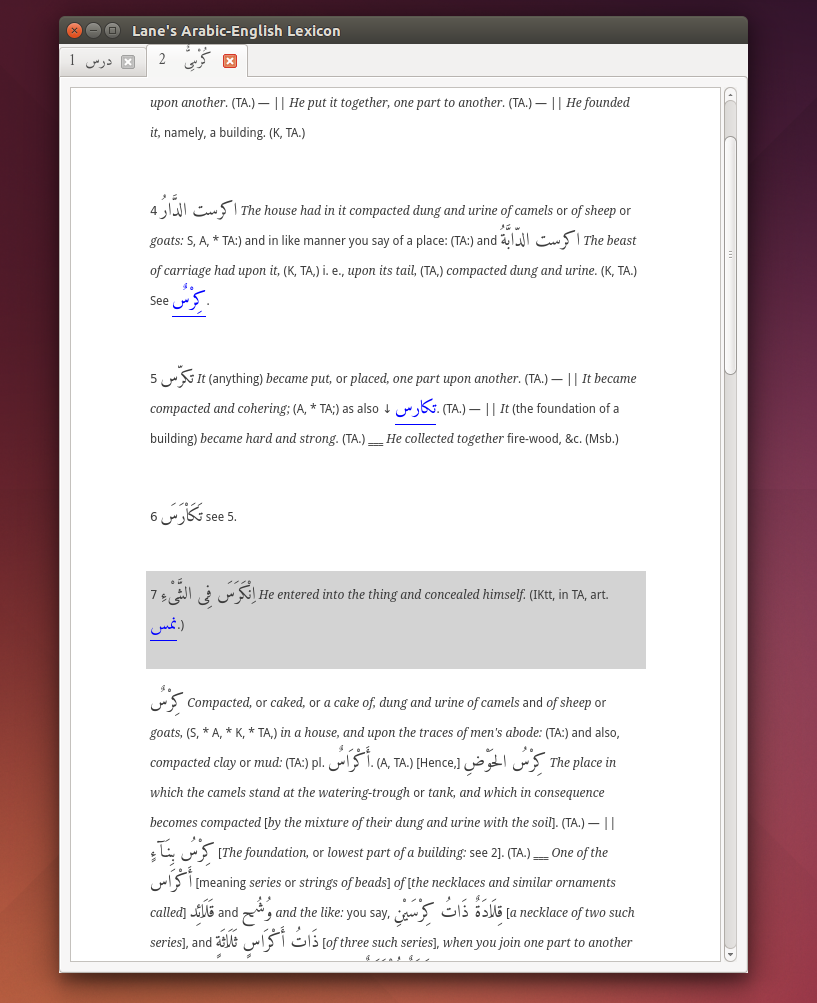 Lane's Arabic-English Lexicon
1 درس
2 كُرْسِىٌّ
upon another. (TA.) — || He put it together, one part to another. (TA.) — || He founded
it, namely, a building. (K, TA.)
4 اكرست الدَّارُ The house had in it compacted dung and urine of camels or of sheep or
goats: S, A, * TA:) and in like manner you say of a place: (TA:) and اكرست الدّابَّةُ The beast
of carriage had upon it, (K, TA,) i. e., upon its tail, (TA,) compacted dung and urine. (K, TA.)
See كِرْسٌ.
5 تكرّس It (anything) became put, or placed, one part upon another. (TA.) — || It became
compacted and cohering; (A, * TA;) as also ↓ تكارس. (TA.) — || It (the foundation of a
building) became hard and strong. (TA.) ___ He collected together fire-wood, &c. (Msb.)
6 تَكَاْرَسَ see 5.
7 اِنْكَرَسَ فِى الشَّىْءِ He entered into the thing and concealed himself. (IKtt, in TA, art.
نمس.)
كِرْسٌ Compacted, or caked, or a cake of, dung and urine of camels and of sheep or
goats, (S, * A, * K, * TA,) in a house, and upon the traces of men's abode: (TA:) and also,
compacted clay or mud: (TA:) pl. أَكْرَاسٌ. (A, TA.) [Hence,] كِرْسُ الحَوْضِ The place in
which the camels stand at the watering-trough or tank, and which in consequence
becomes compacted [by the mixture of their dung and urine with the soil]. (TA.) — ||
كِرْسُ بِنَآءٍ [The foundation, or lowest part of a building: see 2]. (TA.) ___ One of the
أَكْرَاس [meaning series or strings of beads] of [the necklaces and similar ornaments
called] قَلَائِد and وُشُح and the like: you say, قِلَادَةٌ ذَاتُ كِرْسَيْنِ [a necklace of two such
series], and ذَاتُ أَكْرَاسٍ ثَلَاثَةٍ [of three such series], when you join one part to another